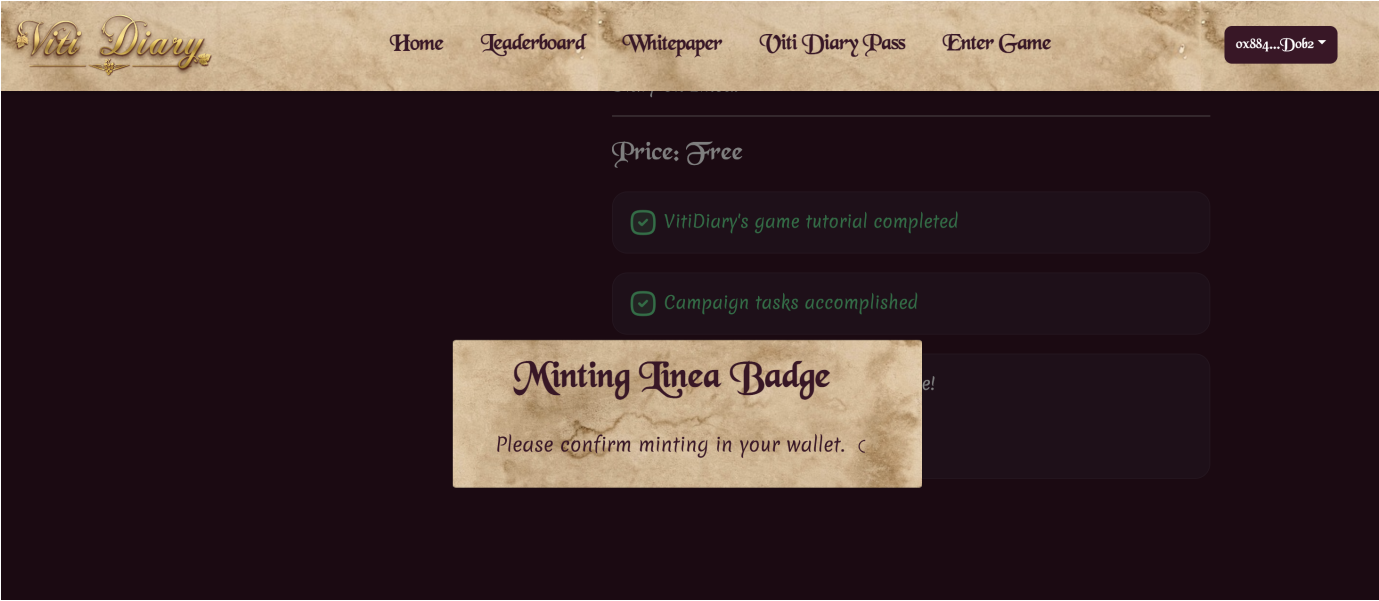 Viti Diary
Home
Leaderboard
Whitepaper
Viti Diary Pass
Enter Game
0x884...D0b2
Price: Free
VitiDiary's game tutorial completed
Campaign tasks accomplished
e!
Minting Linea Badge
Please confirm minting in your wallet.